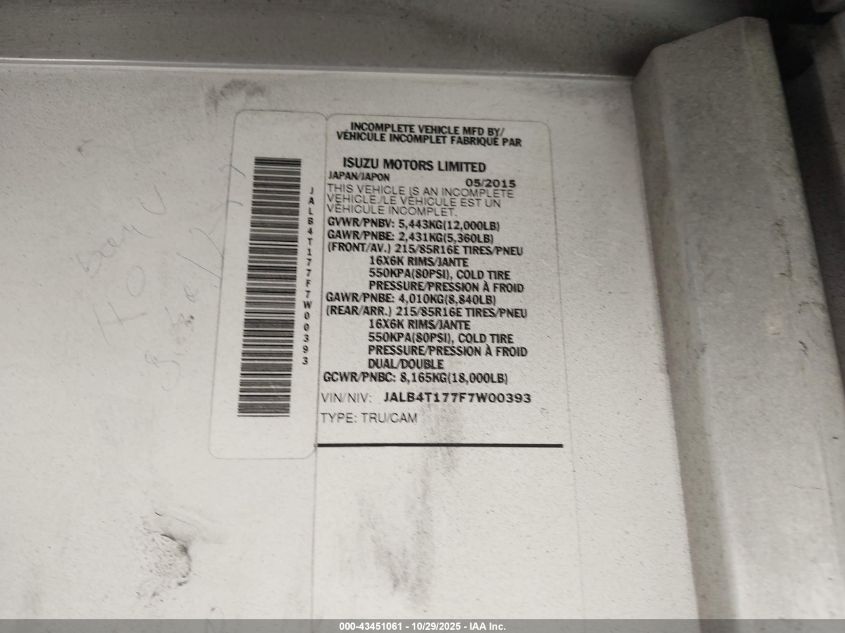 INCOMPLETE VEHICLE MFD BY/
VÉHICULE INCOMPLET FABRIQUÉ PAR
ISUZU MOTORS LIMITED
JAPAN/JAPON 05/2015
THIS VEHICLE IS AN INCOMPLETE
VEHICLE./LE VÉHICULE EST UN
VÉHICULE INCOMPLET.
GVWR/PNBV: 5,443KG(12,000LB)
GAWR/PNBE: 2,431KG(5,360LB)
(FRONT/AV.) 215/85R16E TIRES/PNEU
16X6K RIMS/JANTE
550KPA(80PSI), COLD TIRE
PRESSURE/PRESSION À FROID
GAWR/PNBE: 4,010KG(8,840LB)
(REAR/ARR.) 215/85R16E TIRES/PNEU
16X6K RIMS/JANTE
550KPA(80PSI), COLD TIRE
PRESSURE/PRESSION À FROID
DUAL/DOUBLE
GCWR/PNBC: 8,165KG(18,000LB)
VIN/NIV: JALB4T177F7W00393
TYPE: TRU/CAM
JALB4T177F7W00393
000-43451061 - 10/29/2025 - IAA Inc.